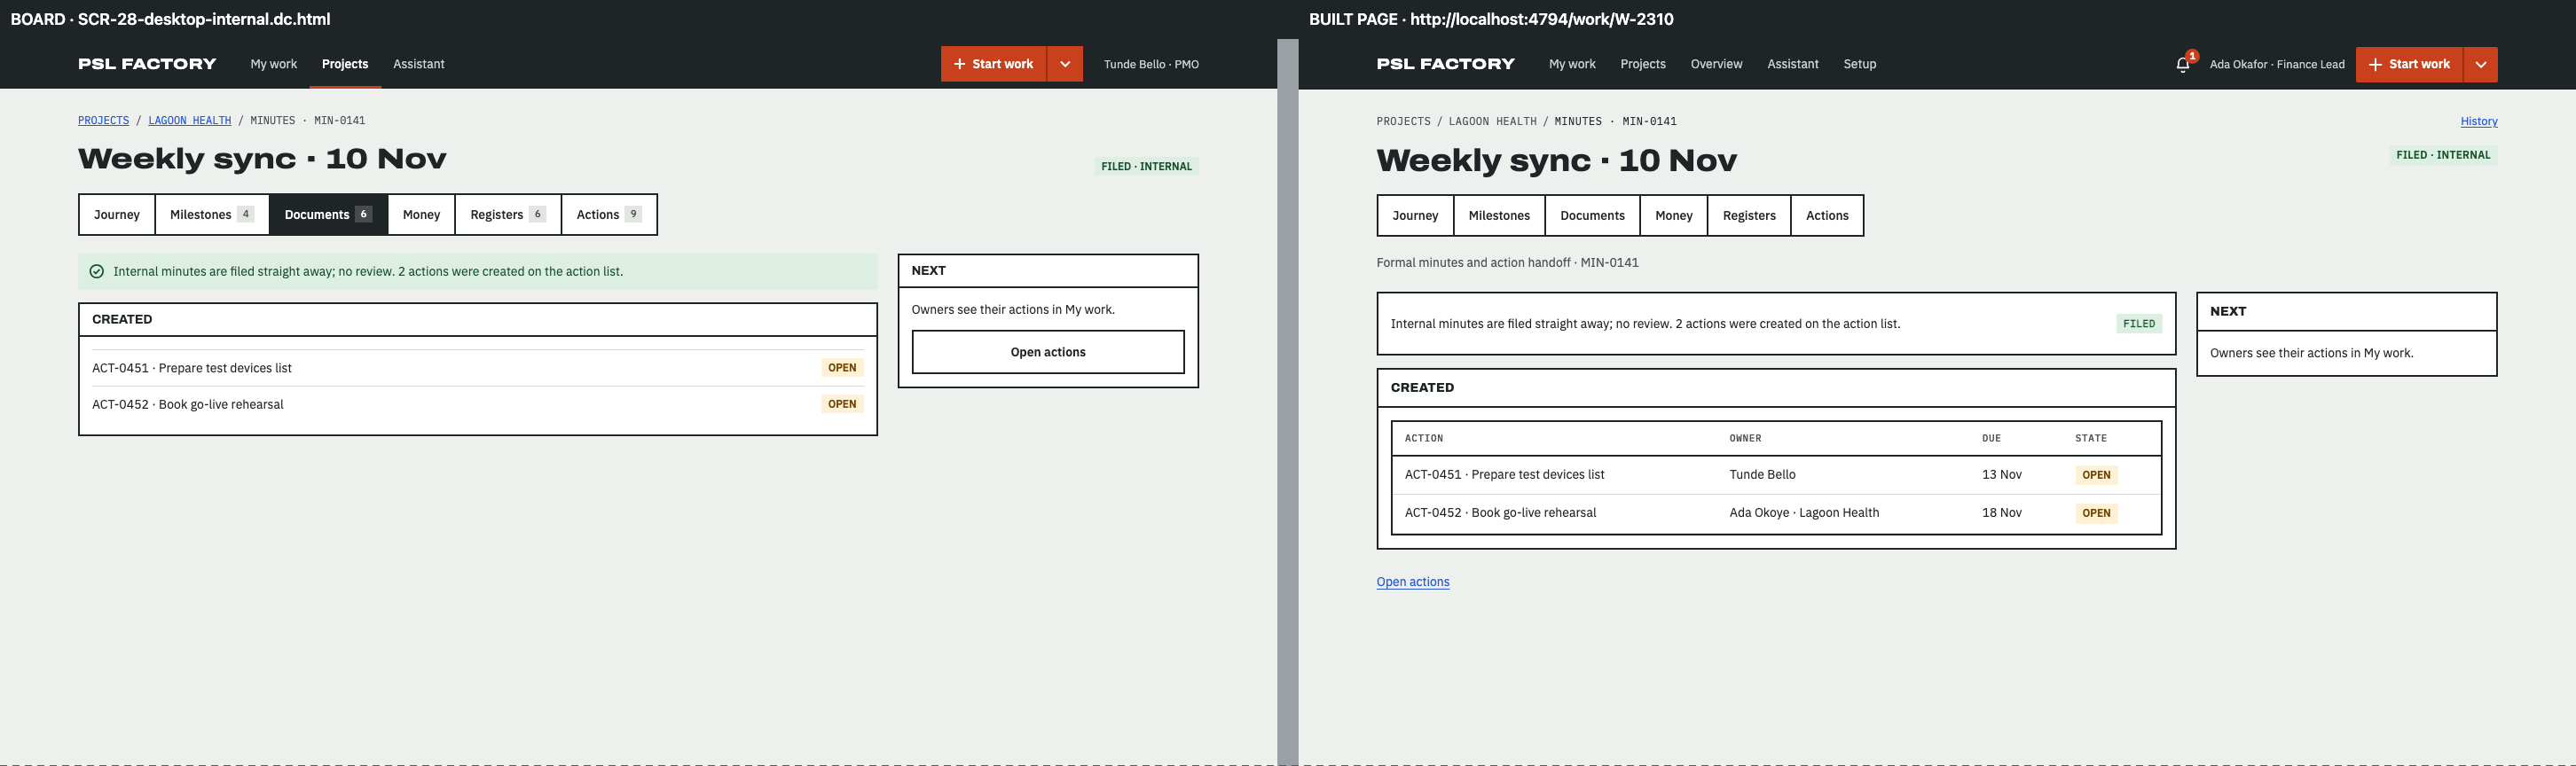 BOARD · SCR-28-desktop-internal.dc.html
PSL FACTORY My work Projects Assistant + Start work Tunde Bello · PMO
PROJECTS / LAGOON HEALTH / MINUTES · MIN-0141
Weekly sync · 10 Nov
FILED · INTERNAL
Journey Milestones 4 Documents 6 Money Registers 6 Actions 9
Internal minutes are filed straight away; no review. 2 actions were created on the action list.
CREATED
ACT-0451 · Prepare test devices list OPEN
ACT-0452 · Book go-live rehearsal OPEN
NEXT
Owners see their actions in My work.
Open actions
BUILT PAGE · http://localhost:4794/work/W-2310
PSL FACTORY My work Projects Overview Assistant Setup 1 Ada Okafor · Finance Lead + Start work
PROJECTS / LAGOON HEALTH / MINUTES · MIN-0141 History
Weekly sync · 10 Nov
FILED · INTERNAL
Journey Milestones Documents Money Registers Actions
Formal minutes and action handoff · MIN-0141
Internal minutes are filed straight away; no review. 2 actions were created on the action list. FILED
CREATED
ACTION OWNER DUE STATE
ACT-0451 · Prepare test devices list Tunde Bello 13 Nov OPEN
ACT-0452 · Book go-live rehearsal Ada Okoye · Lagoon Health 18 Nov OPEN
NEXT
Owners see their actions in My work.
Open actions